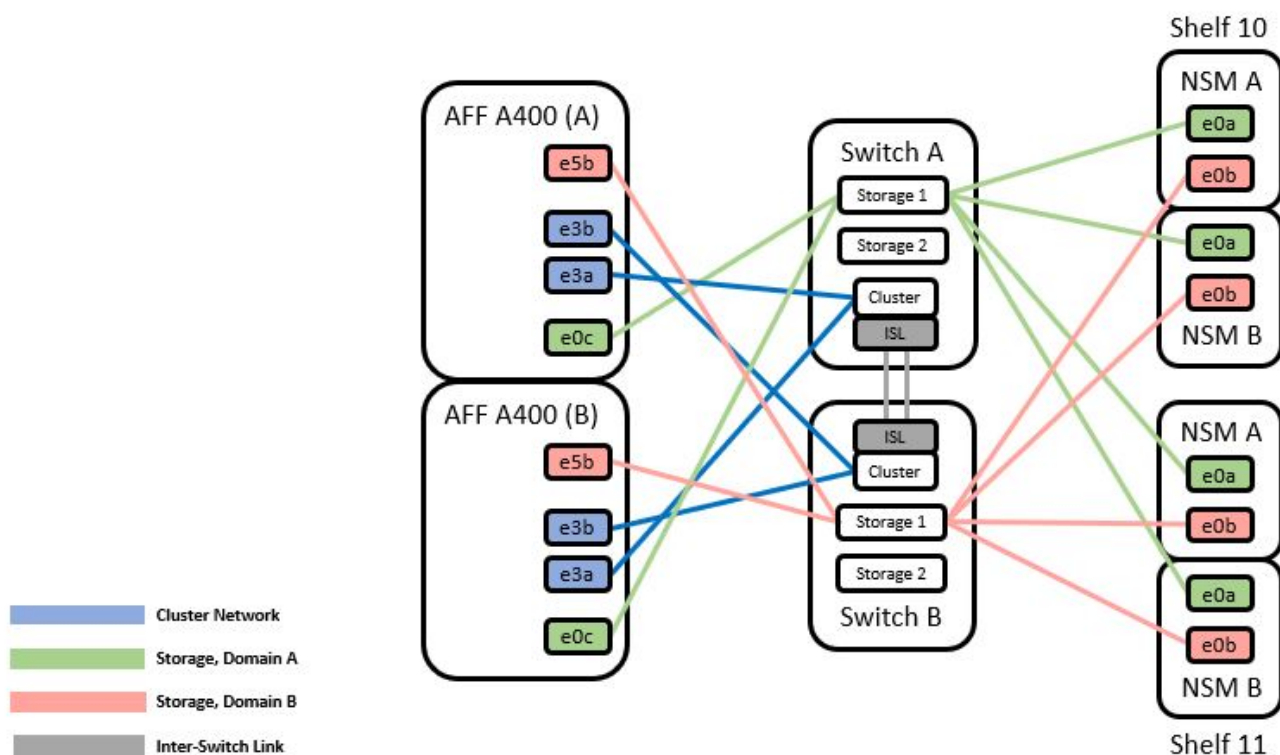 Shelf 10
AFF A400 (A)
e5b
e3b
e3a
e0c
AFF A400 (B)
e5b
e3b
e3a
e0c
Switch A
Storage 1
Storage 2
Cluster
ISL
ISL
Cluster
Storage 1
Storage 2
Switch B
NSM A
e0a
e0b
e0a
e0b
NSM B
NSM A
e0a
e0b
e0a
e0b
NSM B
Shelf 11
Cluster Network
Storage, Domain A
Storage, Domain B
Inter-Switch Link